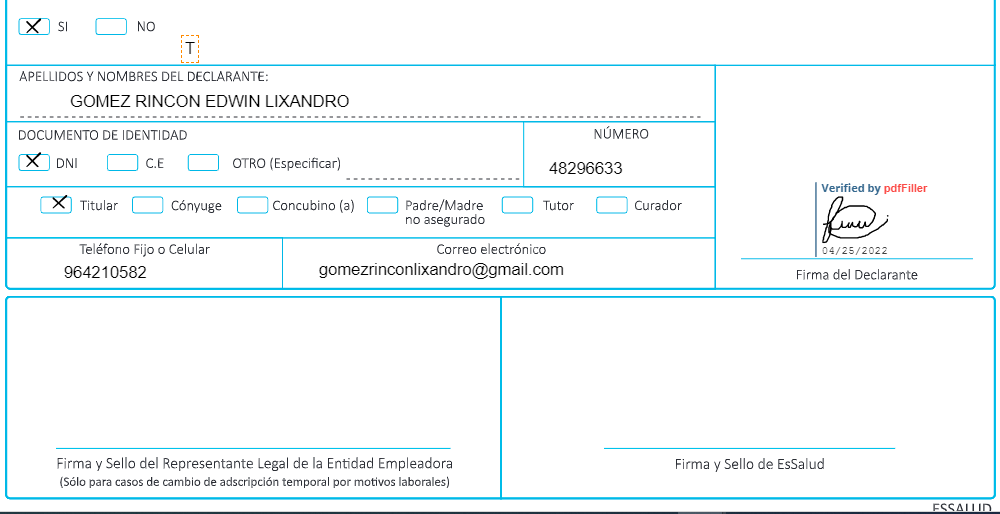 SI NO
T
APELLIDOS Y NOMBRES DEL DECLARANTE:
GOMEZ RINCON EDWIN LIXANDRO
DOCUMENTO DE IDENTIDAD
NÚMERO
DNI C.E OTRO (Especificar)
48296633
Titular Cónyuge Concubino (a) Padre/Madre
no asegurado
Tutor Curador
Teléfono Fijo o Celular
964210582
Correo electrónico
gomezrinconlixandro@gmail.com
Verified by pdfFiller
04/25/2022
Firma del Declarante
Firma y Sello del Representante Legal de la Entidad Empleadora
(Sólo para casos de cambio de adscripción temporal por motivos laborales)
Firma y Sello de EsSalud
ESSALUD